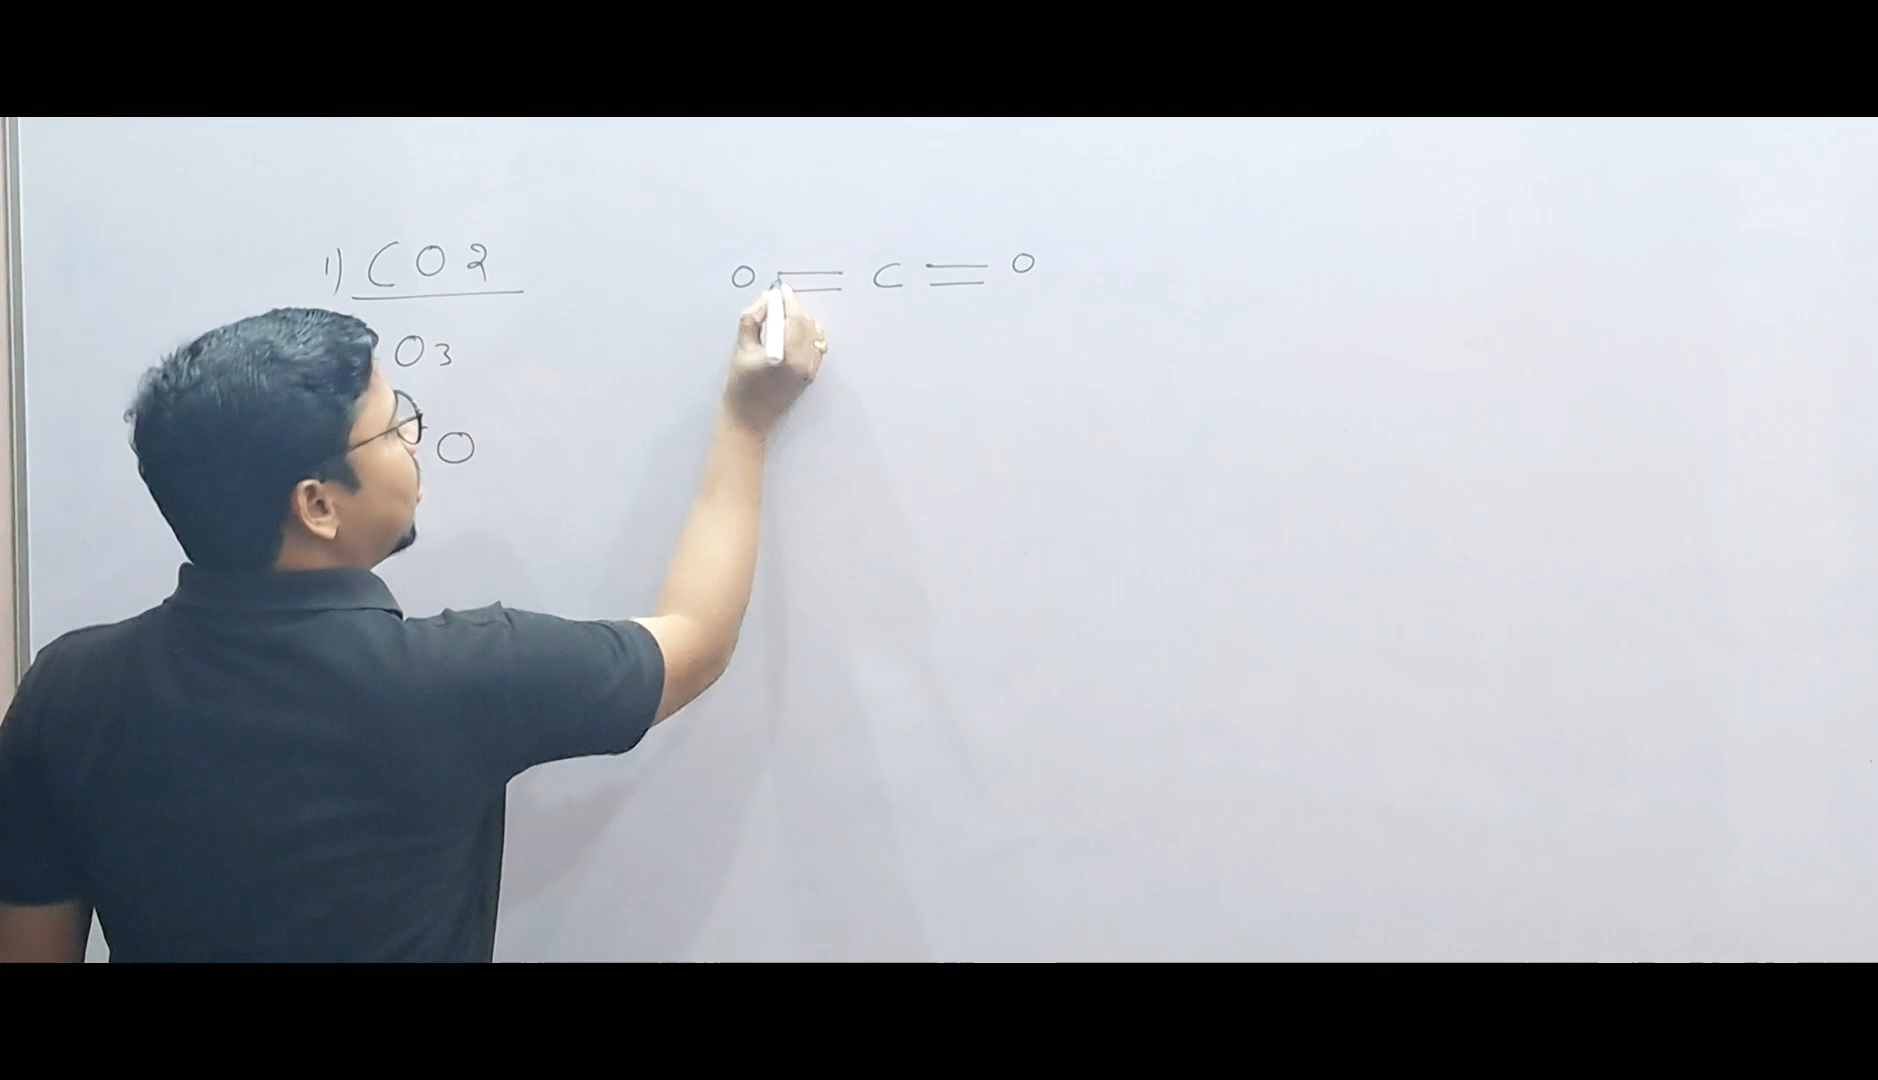 1) CO2
O = C = O
O3
O